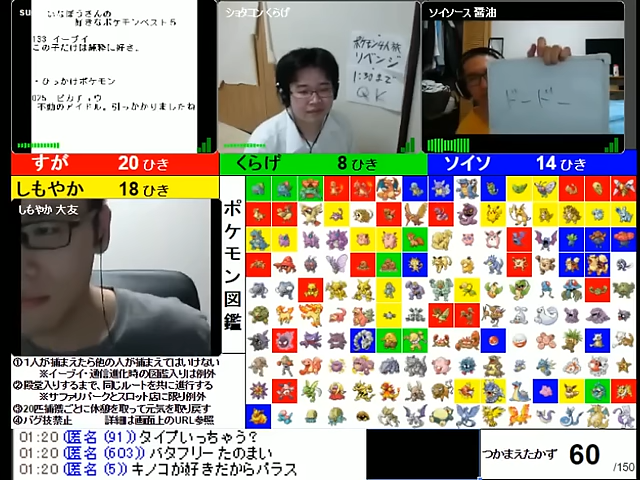 いなぼうさんの
好きなポケモンベスト5
133 イーブイ
この子だけは純粋に好き。
・ひっかけポケモン
025 ピカチュウ
不動のアイドル。引っかかりましたね
ショタコンくらげ
ポケモン4人旅
リベンジ
1:30まで
QK
ソイソース 醤油
ドードー
すが 20 ひき
くらげ 8 ひき
ソイソ 14 ひき
しもやか 18 ひき
しもやか 大友
ポケモン図鑑
①1人が捕まえたら他の人が捕まえてはいけない
※イーブイ・通信進化時の図鑑入りは例外
②殿堂入りするまで、同じルートを共に進行する
※サファリパークとスロット店に限り例外
③20匹捕獲ごとに休憩を取って元気を取り戻す
④バグ技禁止 詳細は画面上のURL参照
01:20 (匿名 (91)) タイプいっちゃう?
01:20 (匿名 (603)) バタフリー たのまい
01:20 (匿名 (5)) キノコが好きだからパラス
つかまえたかず 60 /150